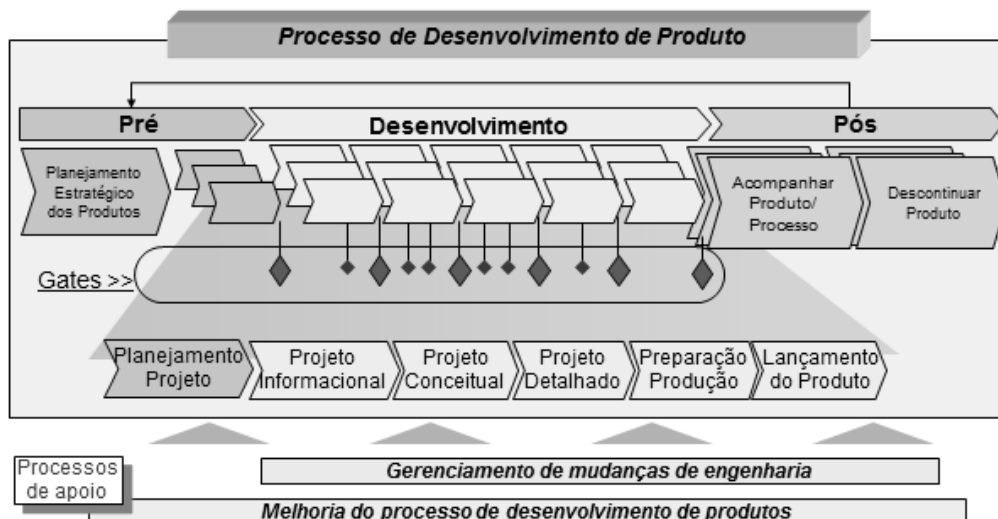 Processo de Desenvolvimento de Produto
Pré
Desenvolvimento
Pós
Planejamento
Estratégico
dos Produtos
Acompanhar
Produto/
Processo
Descontinuar
Produto
Gates >>
Planejamento
Projeto
Projeto
Informacional
Projeto
Conceitual
Projeto
Detalhado
Preparação
Produção
Lançamento
do Produto
Processos
de apoio
Gerenciamento de mudanças de engenharia
Melhoria do processo de desenvolvimento de produtos